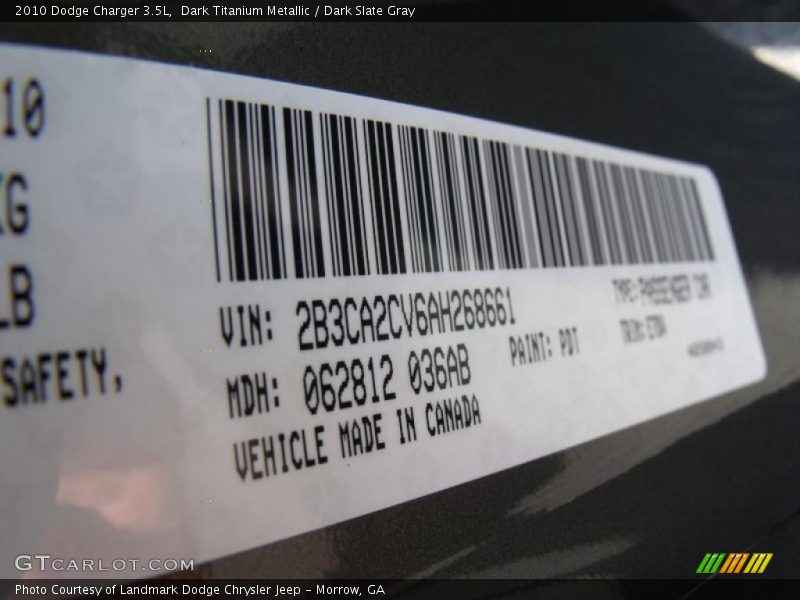 2010 Dodge Charger 3.5L, Dark Titanium Metallic / Dark Slate Gray
10
KG
LB
SAFETY,
VIN: 2B3CA2CV6AH268661
TYPE: PASSENGER CAR
MDH: 062812 036AB
PAINT: PDT
TRIM:
VEHICLE MADE IN CANADA
GTCARLOT.COM
Photo Courtesy of Landmark Dodge Chrysler Jeep - Morrow, GA